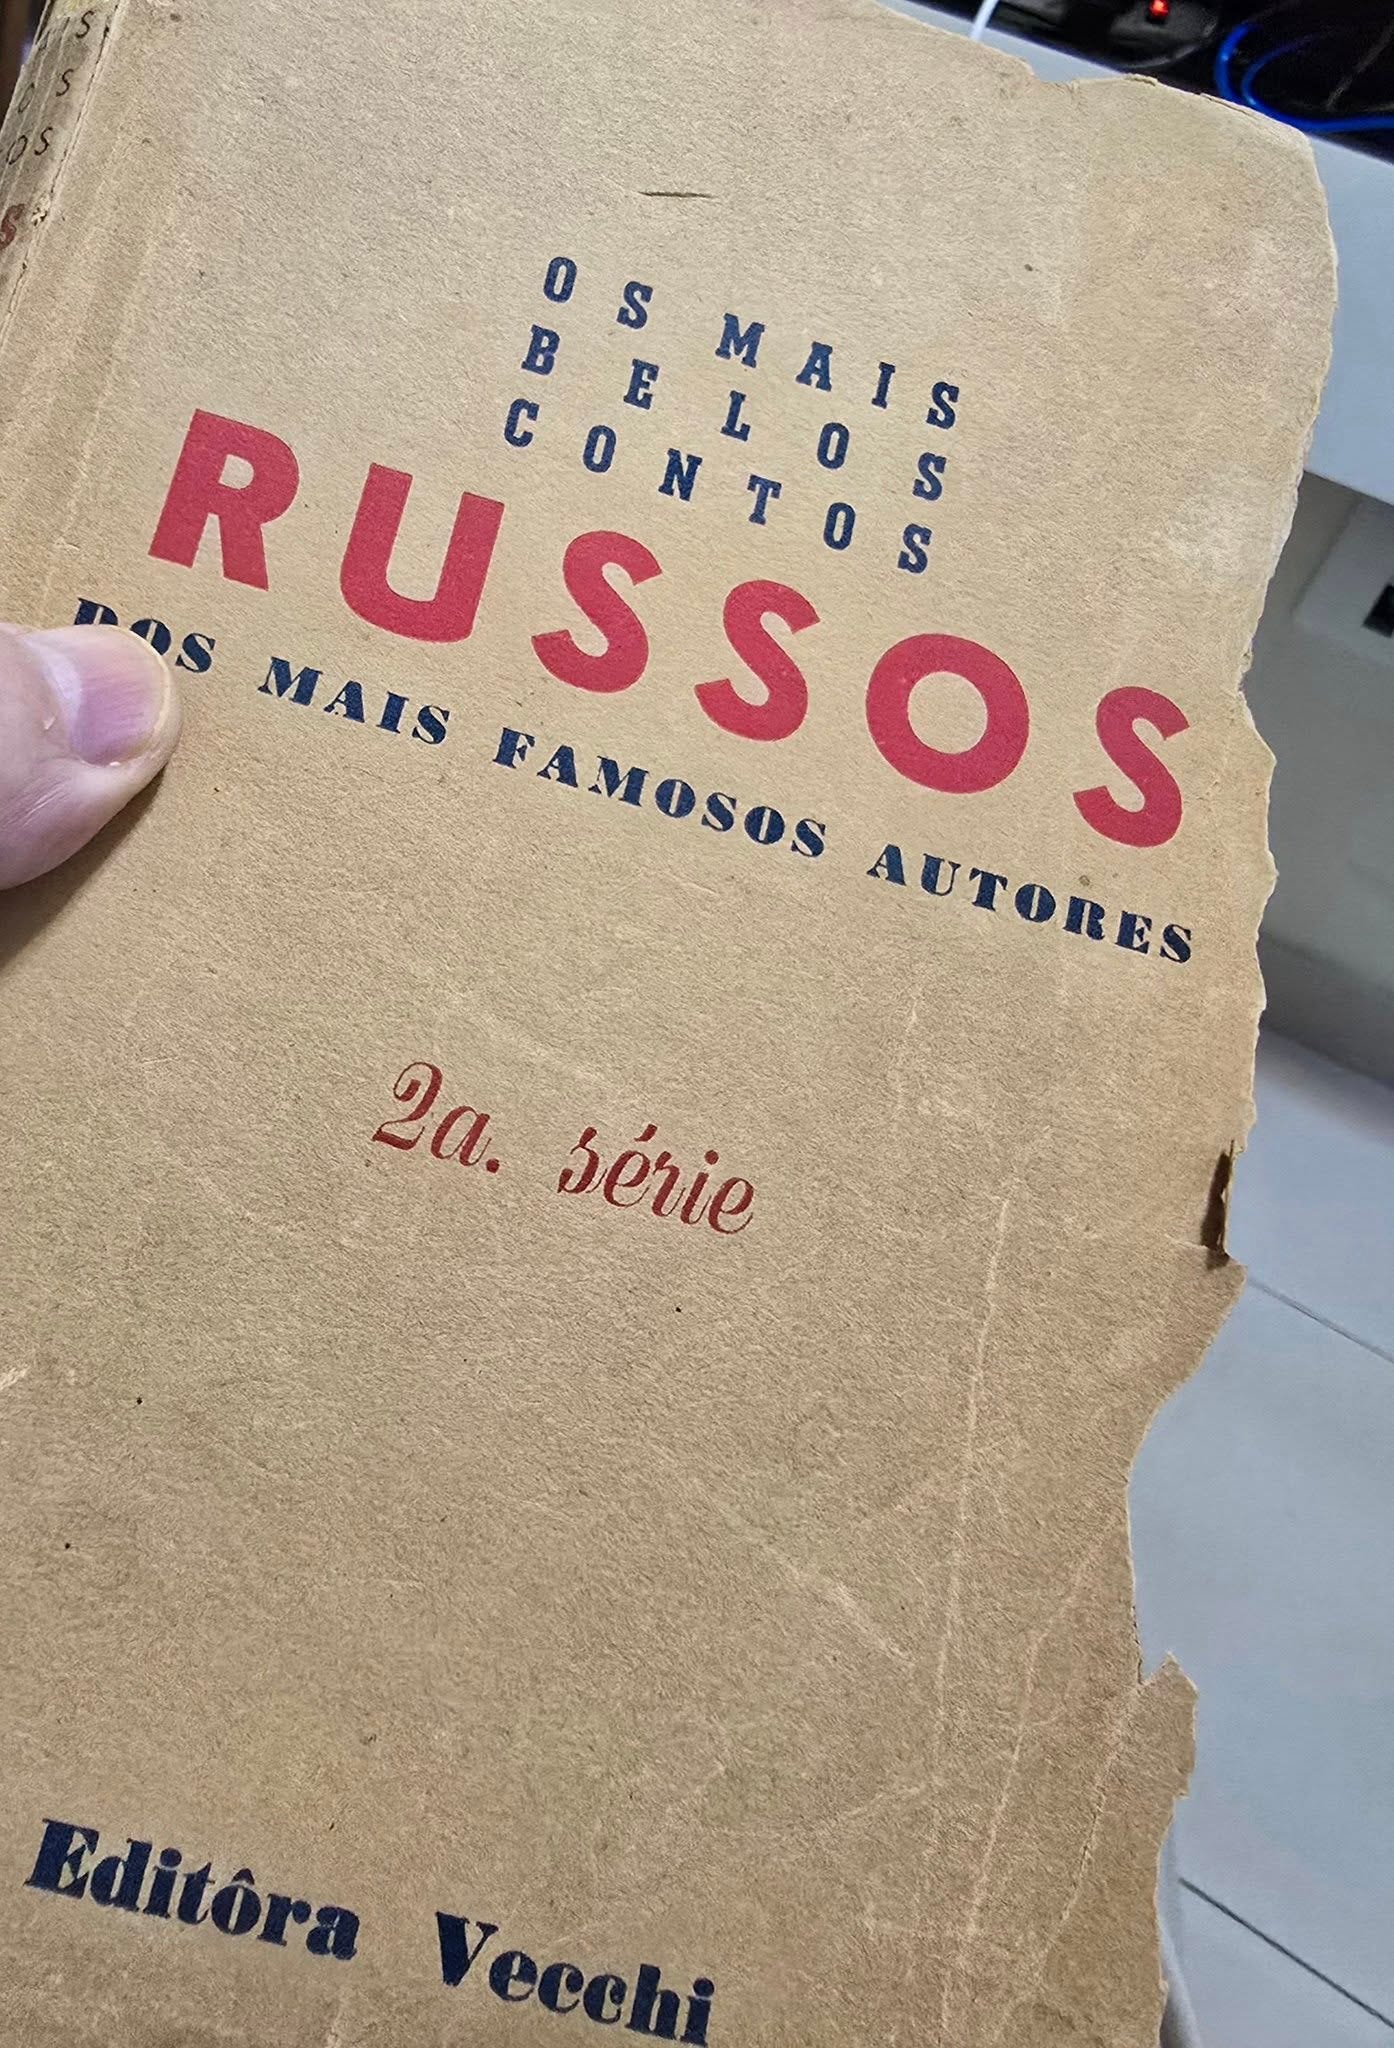 OS MAIS
BELOS
CONTOS
RUSSOS
DOS MAIS FAMOSOS AUTORES
2a. série
Editôra Vecchi